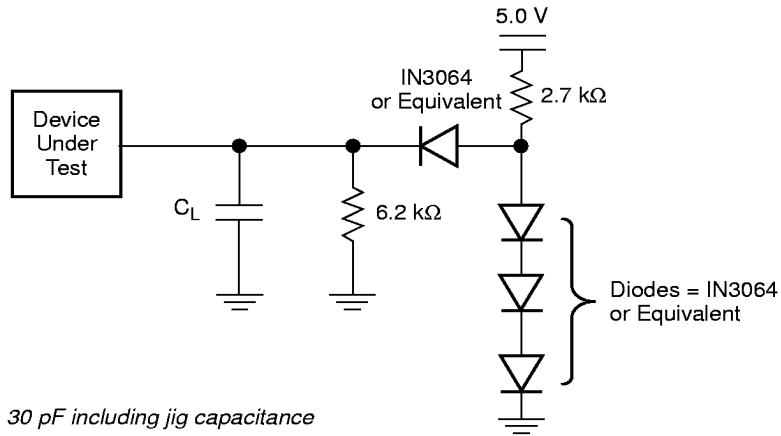 5.0 V
IN3064
or Equivalent
2.7 kΩ
Device
Under
Test
C_L
6.2 kΩ
Diodes = IN3064
or Equivalent
30 pF including jig capacitance